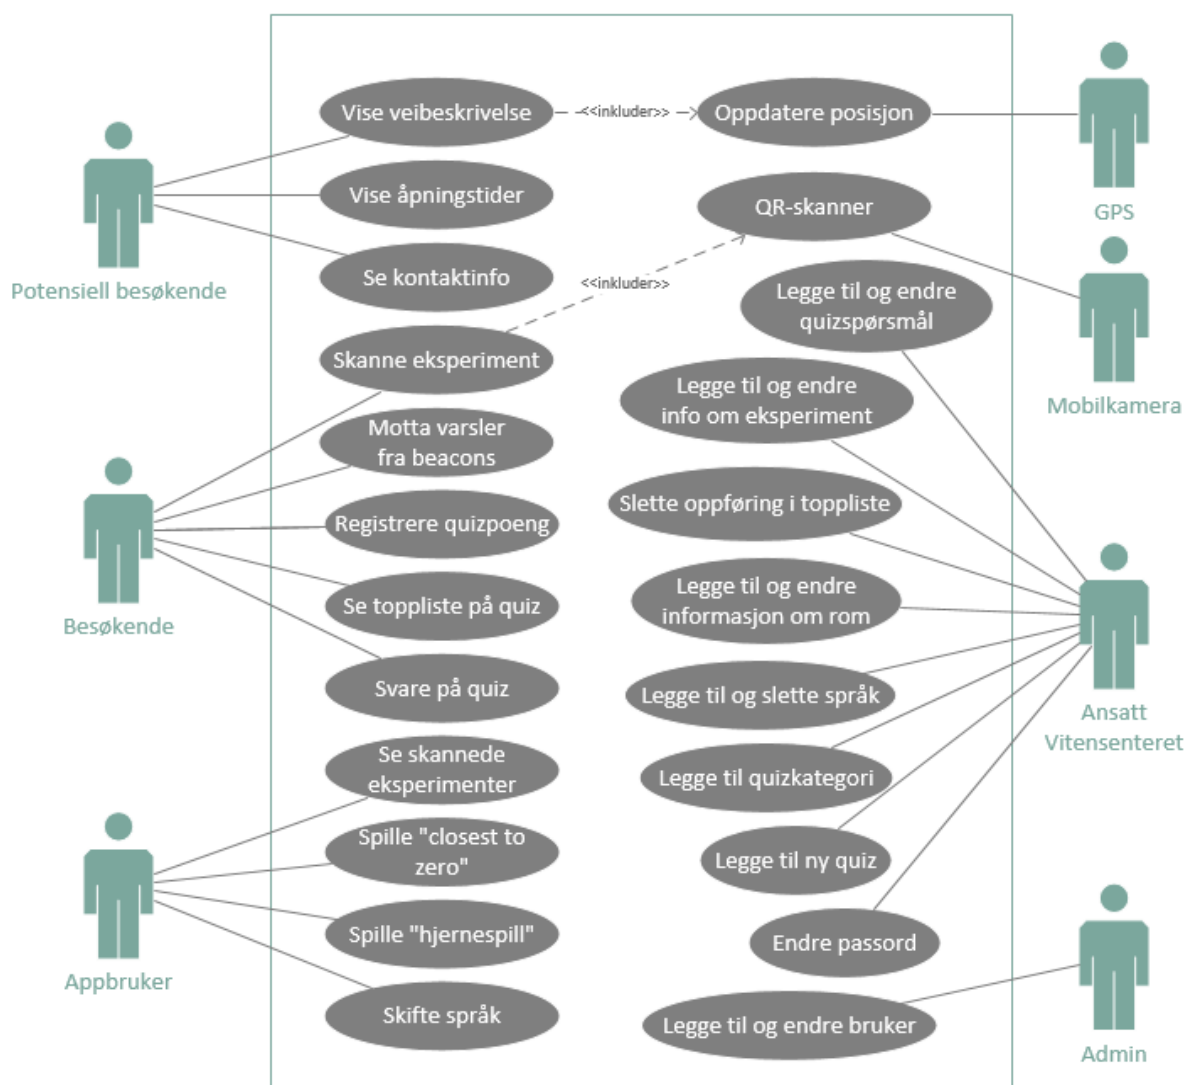 Vise veibeskrivelse
<<inkluder>>
Oppdatere posisjon
GPS
Vise åpningstider
QR-skanner
Potensiell besøkende
Se kontaktinfo
<<inkluder>>
Legge til og endre
quizspørsmål
Mobilkamera
Skanne eksperiment
Legge til og endre
info om eksperiment
Motta varsler
fra beacons
Slette oppføring i toppliste
Registrere quizpoeng
Besøkende
Se toppliste på quiz
Legge til og endre
informasjon om rom
Svare på quiz
Legge til og slette språk
Ansatt
Vitensenteret
Se skannede
eksperimenter
Legge til quizkategori
Spille "closest to
zero"
Legge til ny quiz
Spille "hjernespill"
Endre passord
Appbruker
Skifte språk
Legge til og endre bruker
Admin